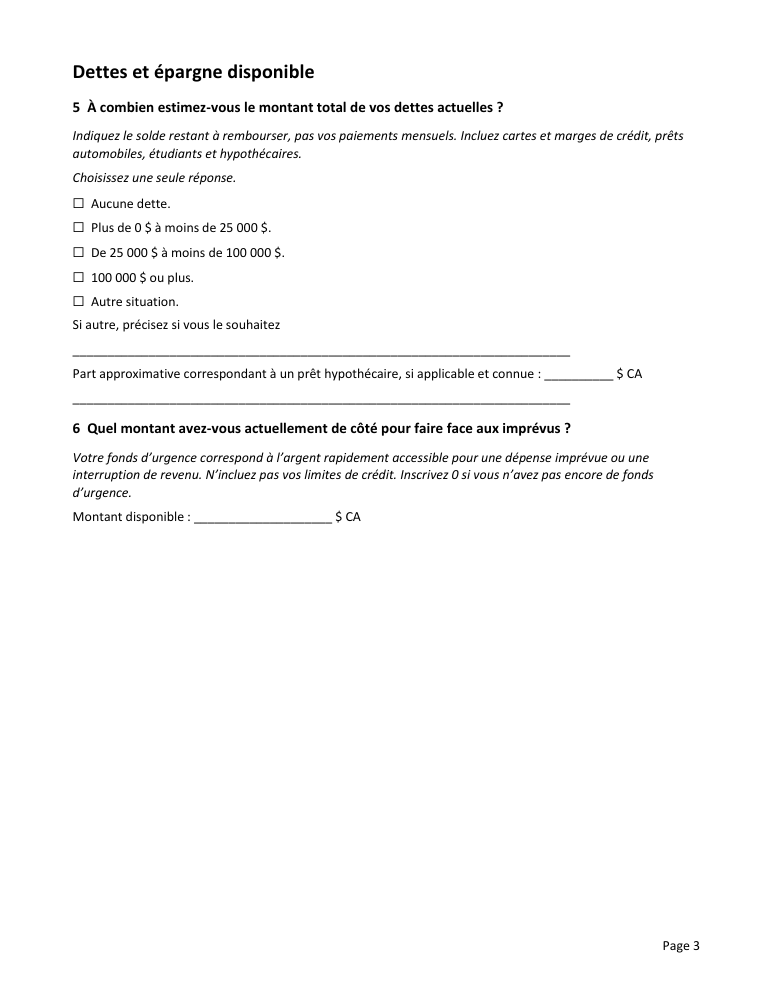 Dettes et épargne disponible
5 À combien estimez-vous le montant total de vos dettes actuelles ?
Indiquez le solde restant à rembourser, pas vos paiements mensuels. Incluez cartes et marges de crédit, prêts
automobiles, étudiants et hypothécaires.
Choisissez une seule réponse.
☐ Aucune dette.
☐ Plus de 0 $ à moins de 25 000 $.
☐ De 25 000 $ à moins de 100 000 $.
☐ 100 000 $ ou plus.
☐ Autre situation.
Si autre, précisez si vous le souhaitez
________________________________________________________________________
Part approximative correspondant à un prêt hypothécaire, si applicable et connue : __________ $ CA
________________________________________________________________________
6 Quel montant avez-vous actuellement de côté pour faire face aux imprévus ?
Votre fonds d’urgence correspond à l’argent rapidement accessible pour une dépense imprévue ou une
interruption de revenu. N’incluez pas vos limites de crédit. Inscrivez 0 si vous n’avez pas encore de fonds
d’urgence.
Montant disponible : ____________________ $ CA
Page 3